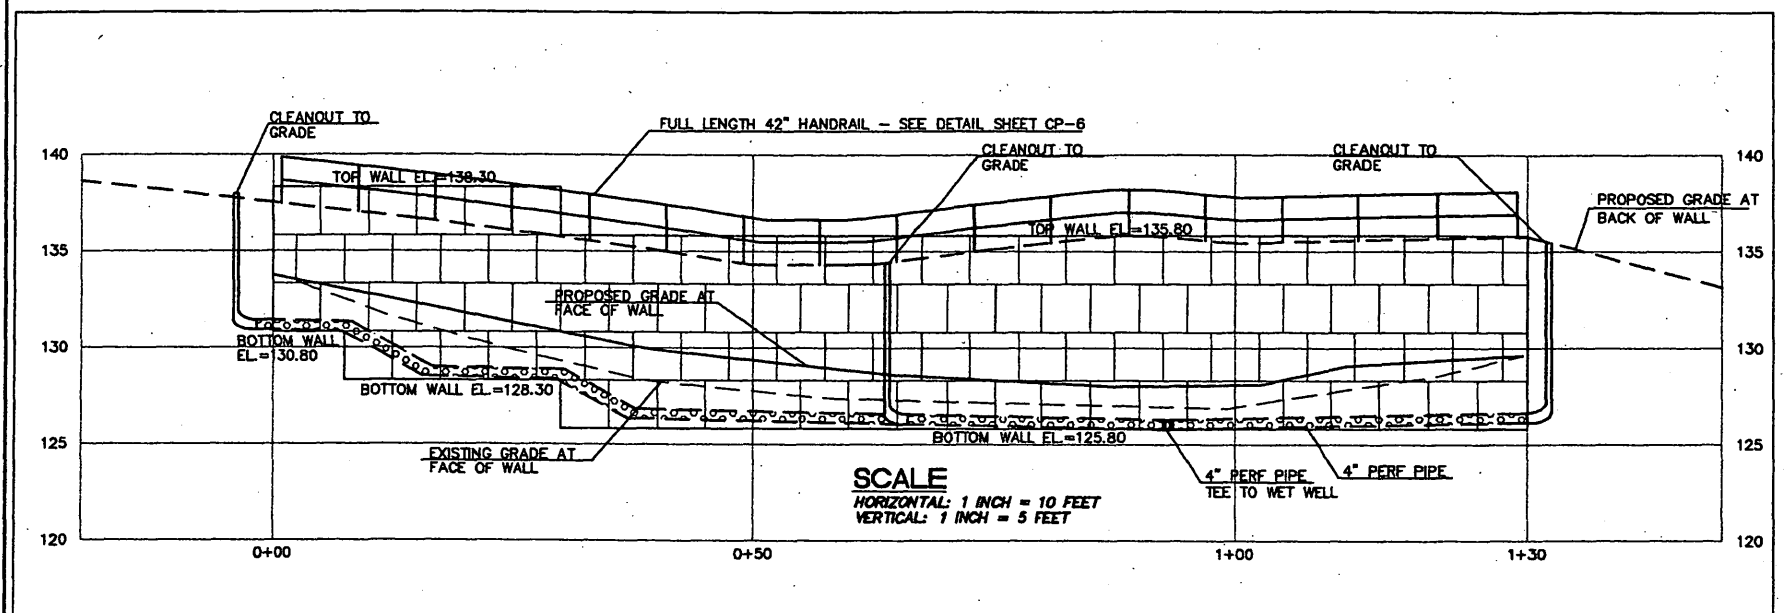 CLEANOUT TO
GRADE
FULL LENGTH 42" HANDRAIL - SEE DETAIL SHEET CP-6
CLEANOUT TO
GRADE
CLEANOUT TO
GRADE
140
140
TOP WALL EL.=138.30
PROPOSED GRADE AT
BACK OF WALL
TOP WALL EL.=135.80
135
135
PROPOSED GRADE AT
FACE OF WALL
BOTTOM WALL
EL.=130.80
130
130
BOTTOM WALL EL.=128.30
BOTTOM WALL EL.=125.80
125
125
EXISTING GRADE AT
FACE OF WALL
SCALE
HORIZONTAL: 1 INCH = 10 FEET
VERTICAL: 1 INCH = 5 FEET
4" PERF PIPE
TEE TO WET WELL
4" PERF PIPE
120
120
0+00
0+50
1+00
1+30